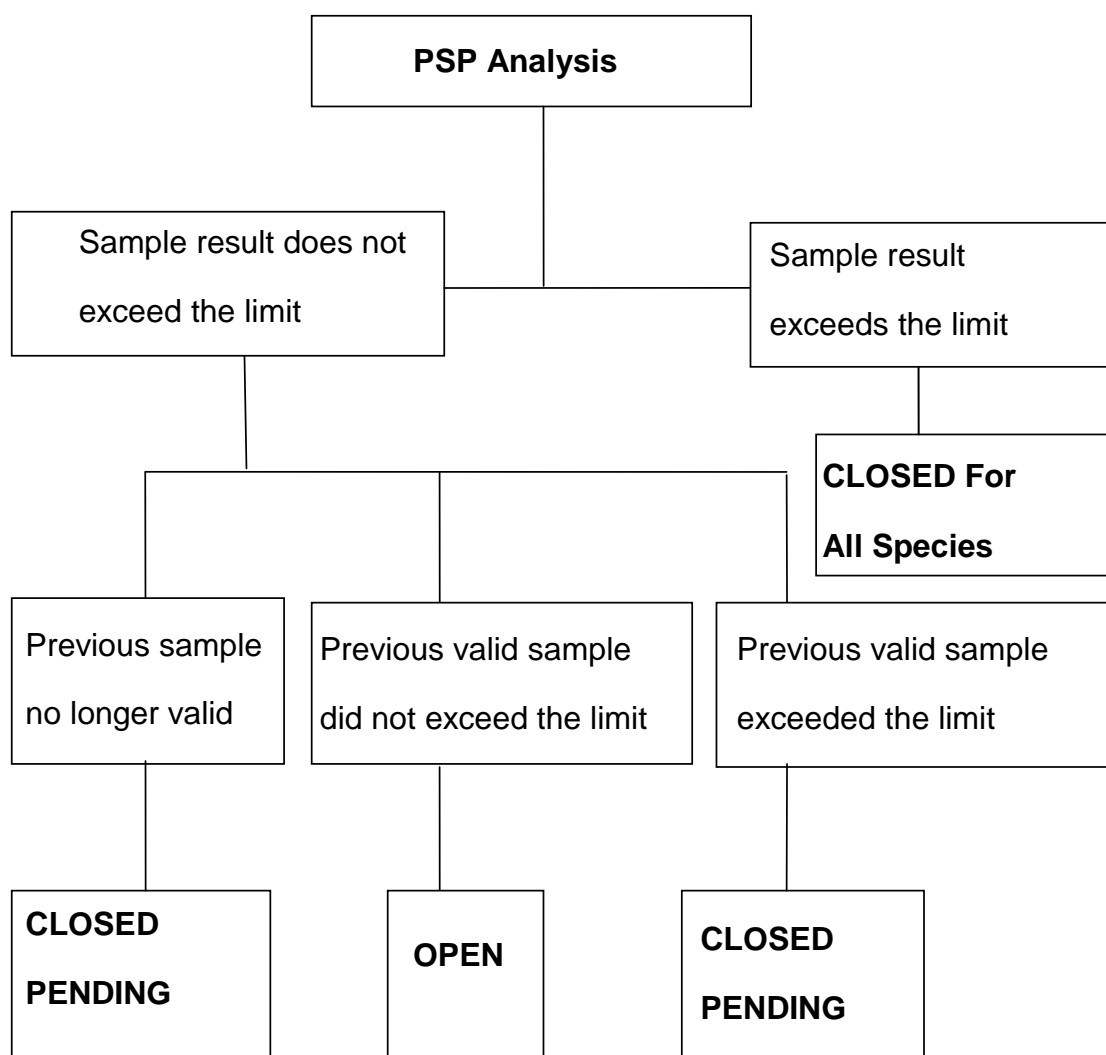 PSP Analysis
Sample result does not
exceed the limit
Sample result
exceeds the limit
CLOSED For
All Species
Previous sample
no longer valid
Previous valid sample
did not exceed the limit
Previous valid sample
exceeded the limit
CLOSED
PENDING
OPEN
CLOSED
PENDING